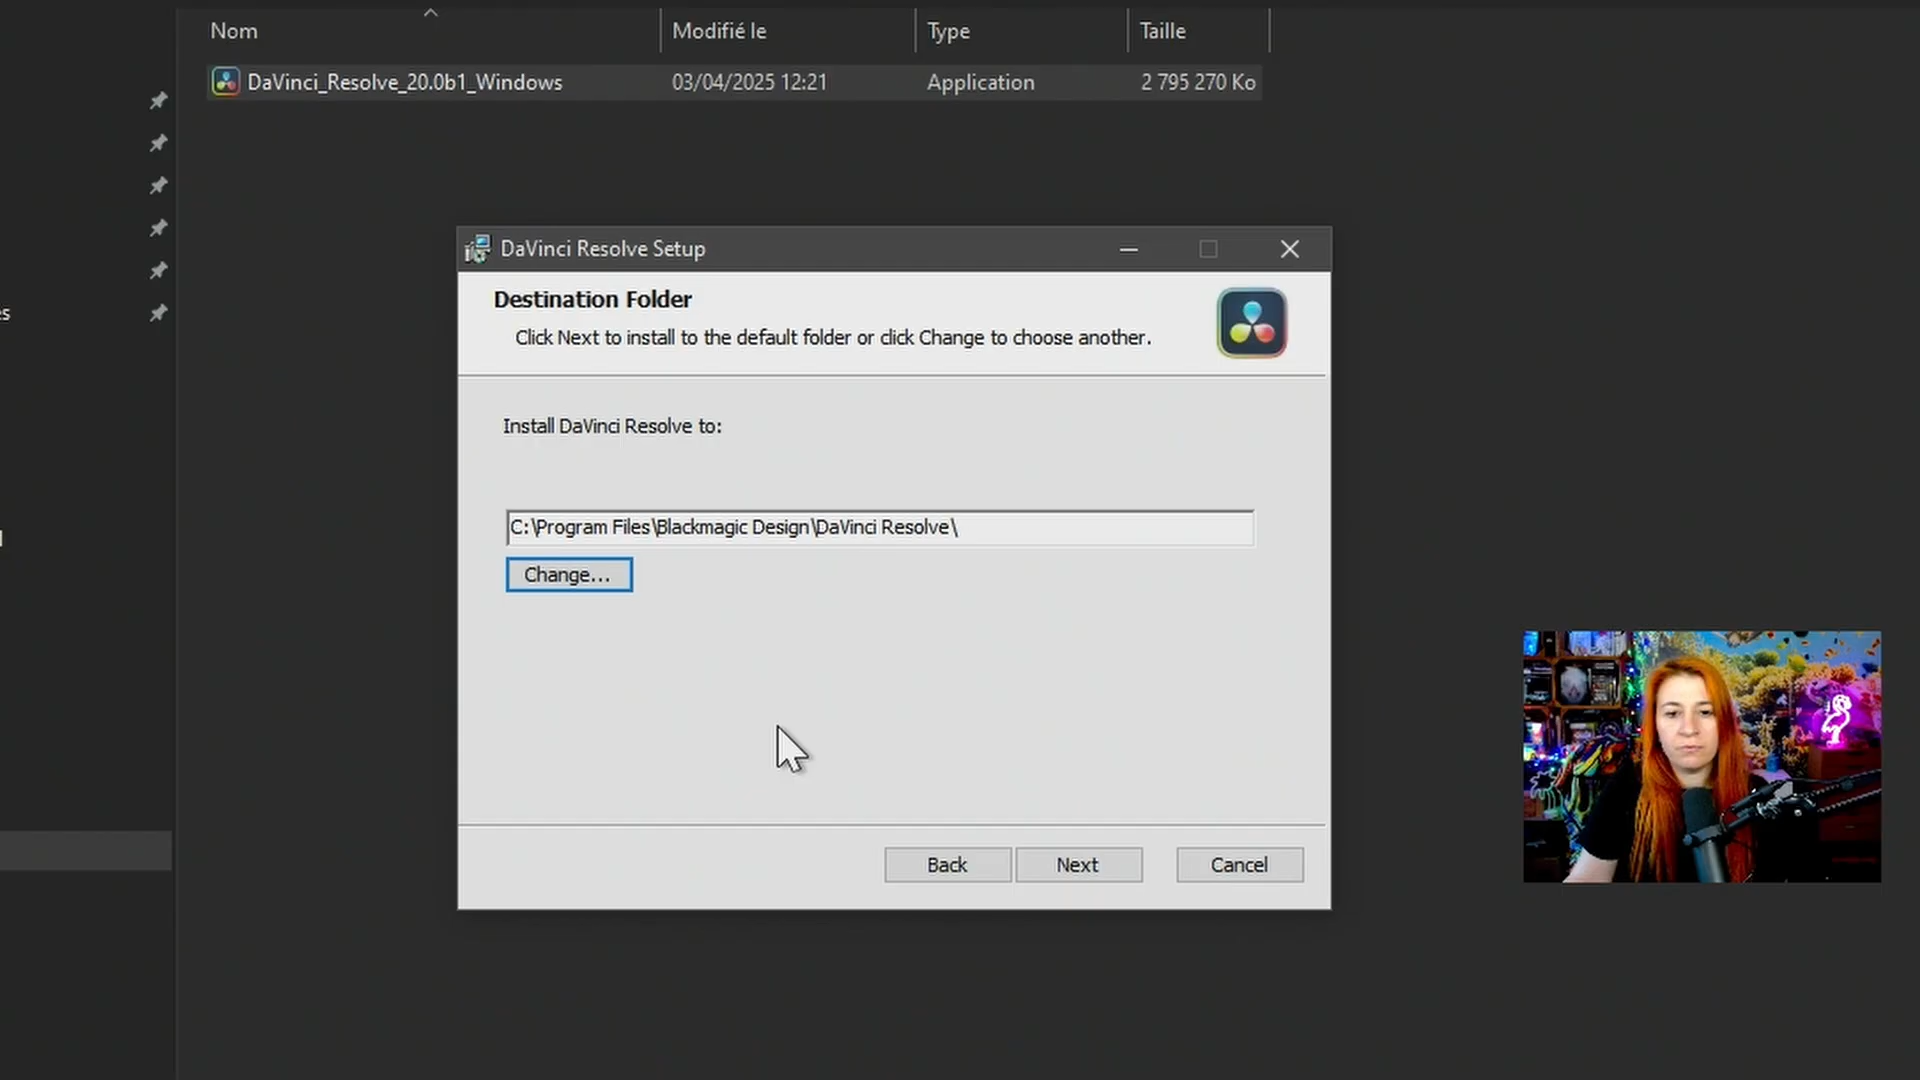 Nom Modifié le Type Taille
DaVinci_Resolve_20.0b1_Windows 03/04/2025 12:21 Application 2 795 270 Ko
DaVinci Resolve Setup
Destination Folder
Click Next to install to the default folder or click Change to choose another.
es
Install DaVinci Resolve to:
C:\Program Files\Blackmagic Design\DaVinci Resolve\
Change...
Back Next Cancel